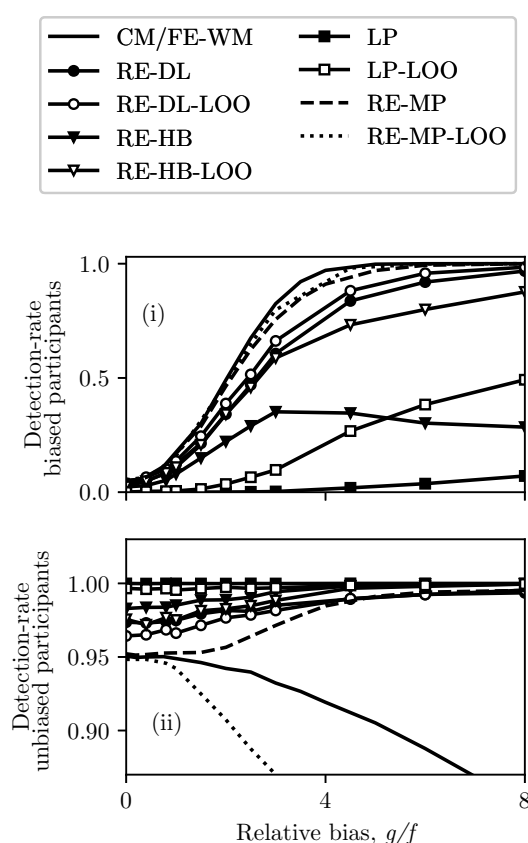 CM/FE-WM
RE-DL
RE-DL-LOO
RE-HB
RE-HB-LOO
LP
LP-LOO
RE-MP
RE-MP-LOO
Detection-rate
biased participants
1.0
0.5
0.0
(i)
Detection-rate
unbiased participants
1.00
0.95
0.90
(ii)
0
4
8
Relative bias, g/f